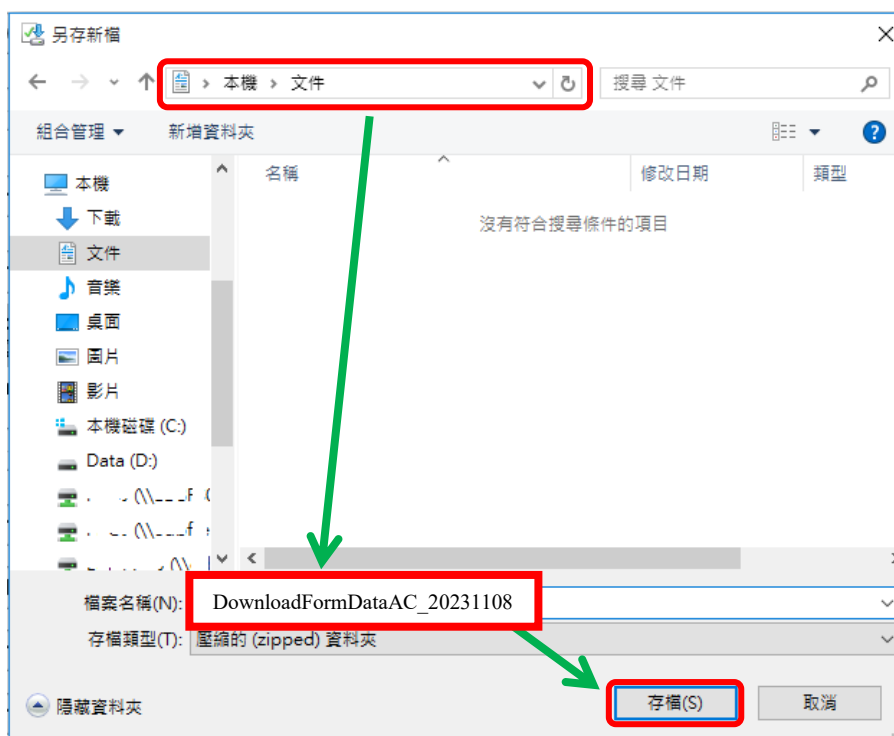 另存新檔
本機 › 文件
搜尋 文件
組合管理
新增資料夾
名稱
修改日期
類型
沒有符合搜尋條件的項目
本機
下載
文件
音樂
桌面
圖片
影片
本機磁碟 (C:)
Data (D:)
檔案名稱(N):
DownloadFormDataAC_20231108
存檔類型(T):
壓縮的 (zipped) 資料夾
隱藏資料夾
存檔(S)
取消